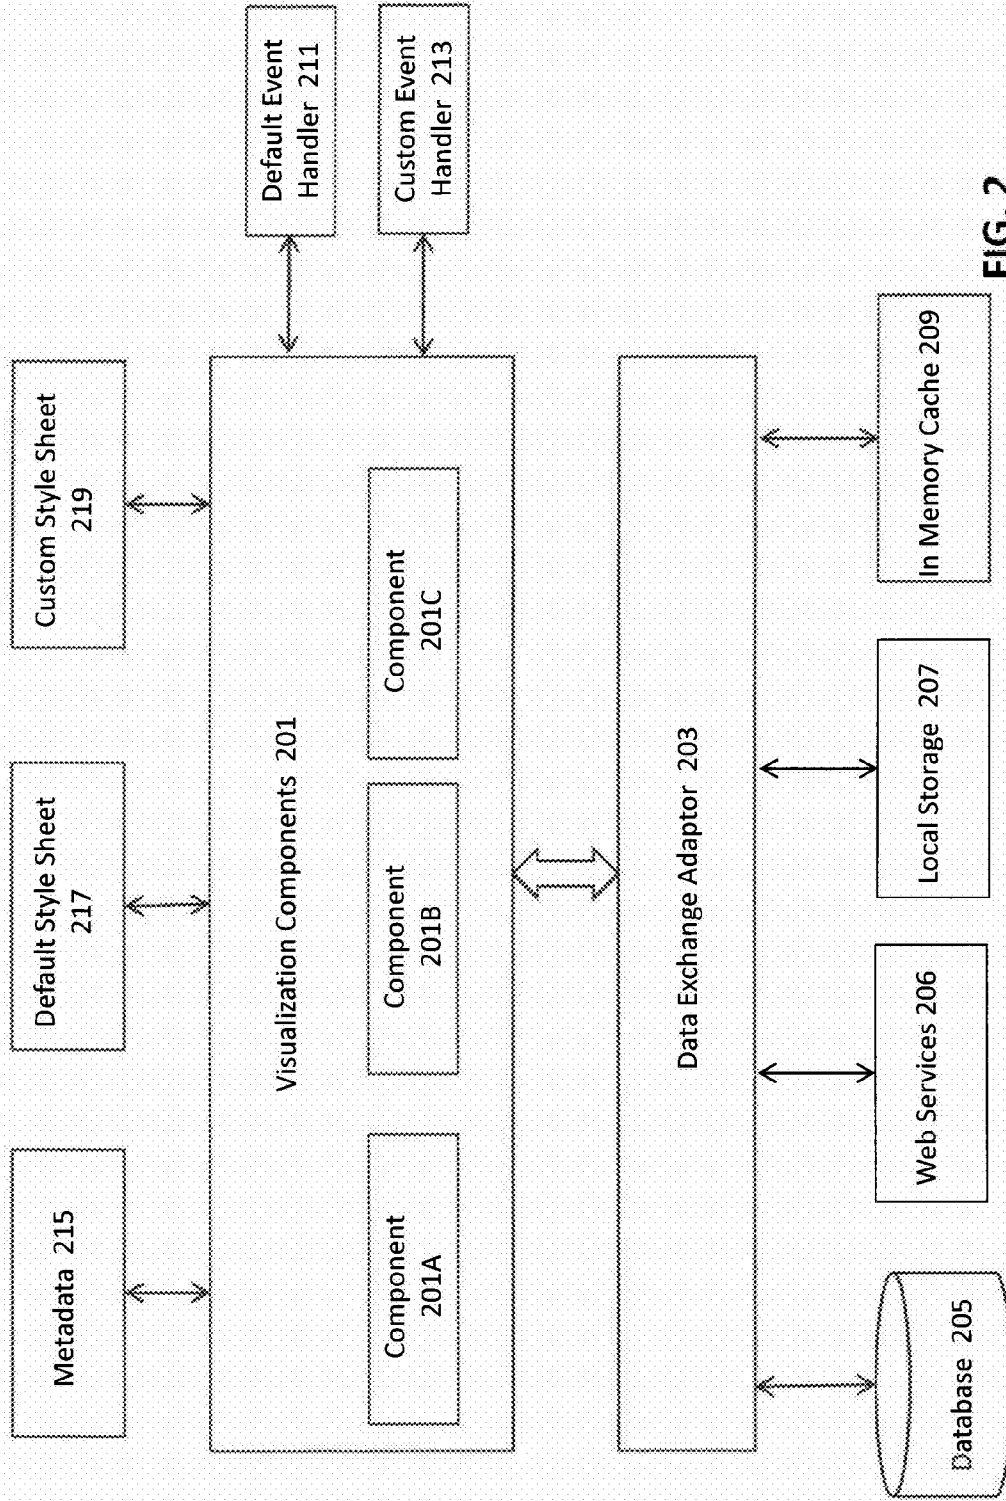 Metadata 215
Default Style Sheet
217
Custom Style Sheet
219
Default Event
Handler 211
Custom Event
Handler 213
Visualization Components 201
Component
201A
Component
201B
Component
201C
Data Exchange Adaptor 203
Database 205
Web Services 206
Local Storage 207
In Memory Cache 209
FIG. 2